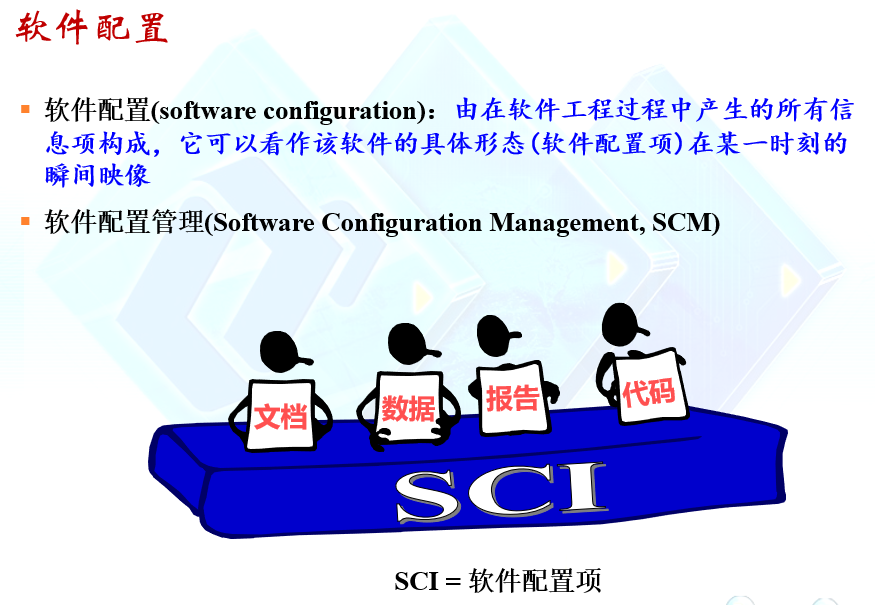 软件配置
软件配置(software configuration)：由在软件工程过程中产生的所有信
息项构成，它可以看作该软件的具体形态(软件配置项)在某一时刻的
瞬间映像
软件配置管理(Software Configuration Management, SCM)
文档
数据
报告
代码
SCI
SCI = 软件配置项